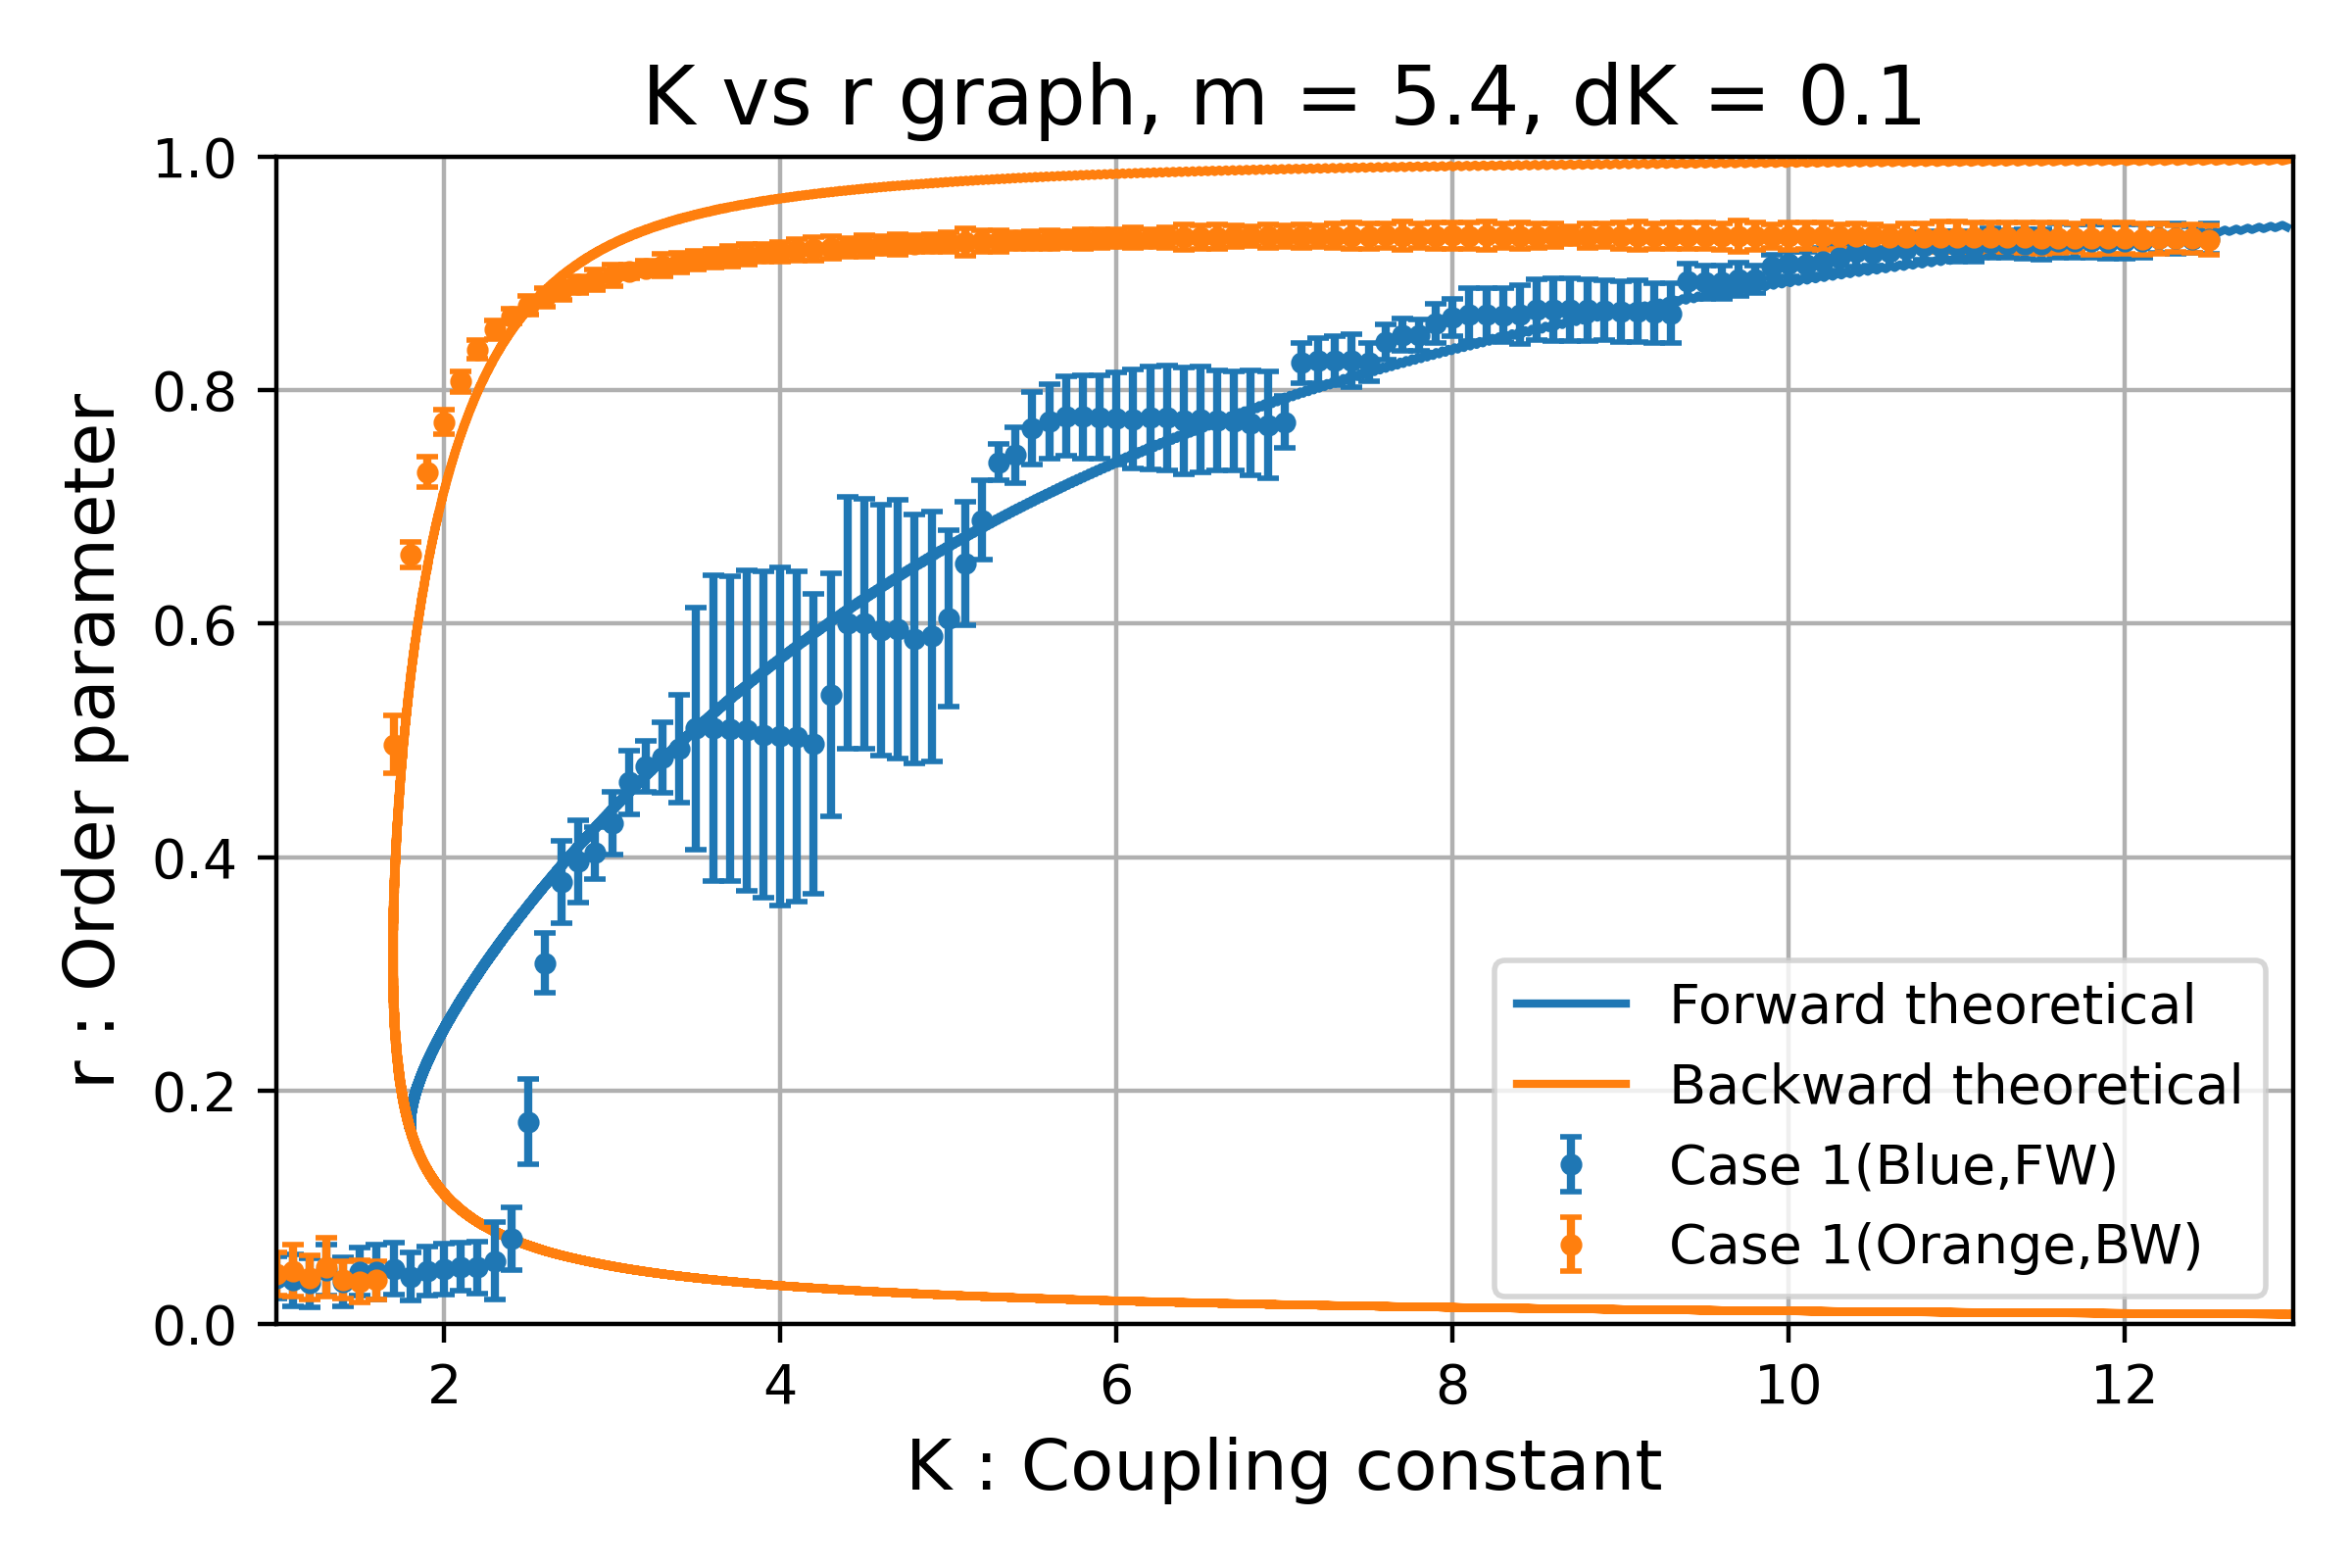 K vs r graph, m = 5.4, dK = 0.1
1.0
0.8
0.6
0.4
0.2
0.0
r : Order parameter
2 4 6 8 10 12
K : Coupling constant
Forward theoretical
Backward theoretical
Case 1(Blue,FW)
Case 1(Orange,BW)